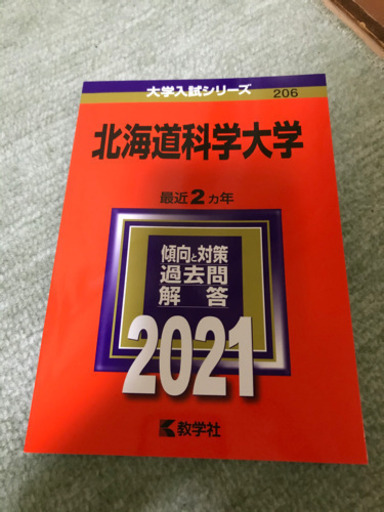 大学入試シリーズ
206
北海道科学大学
最近2カ年
傾向と対策
過去問
解答
2021
教学社